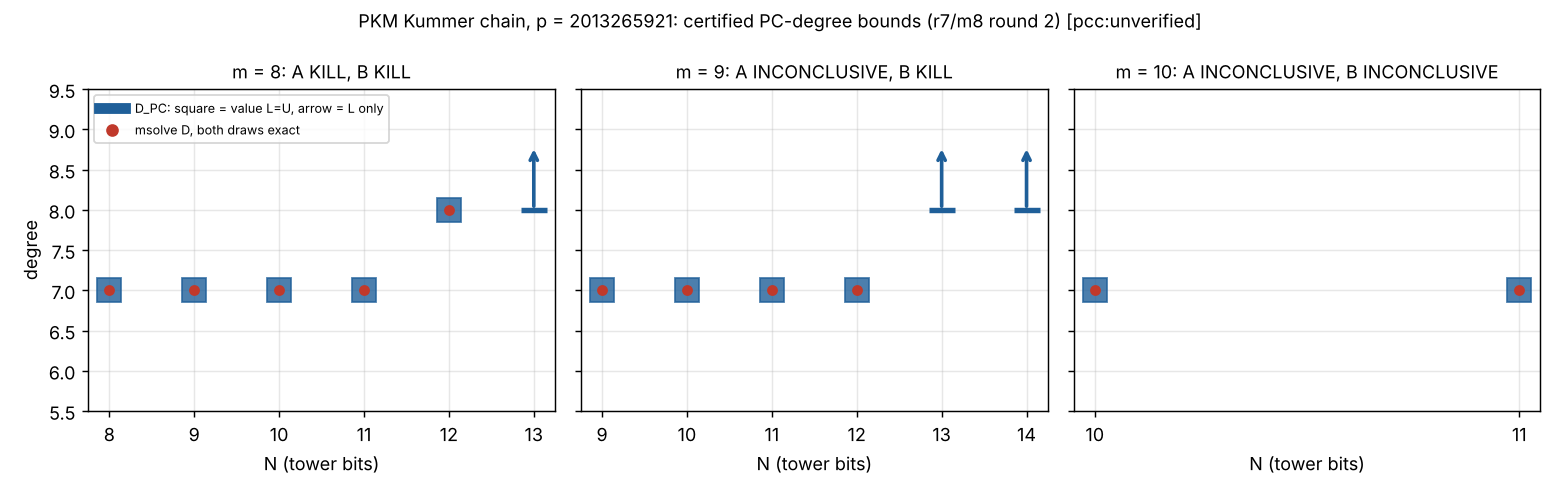 PKM Kummer chain, p = 2013265921: certified PC-degree bounds (r7/m8 round 2) [pcc:unverified]
m = 8: A KILL, B KILL
D_PC: square = value L=U, arrow = L only
msolve D, both draws exact
degree
9.5
9.0
8.5
8.0
7.5
7.0
6.5
6.0
5.5
8 9 10 11 12 13
N (tower bits)
m = 9: A INCONCLUSIVE, B KILL
9 10 11 12 13 14
N (tower bits)
m = 10: A INCONCLUSIVE, B INCONCLUSIVE
10 11
N (tower bits)